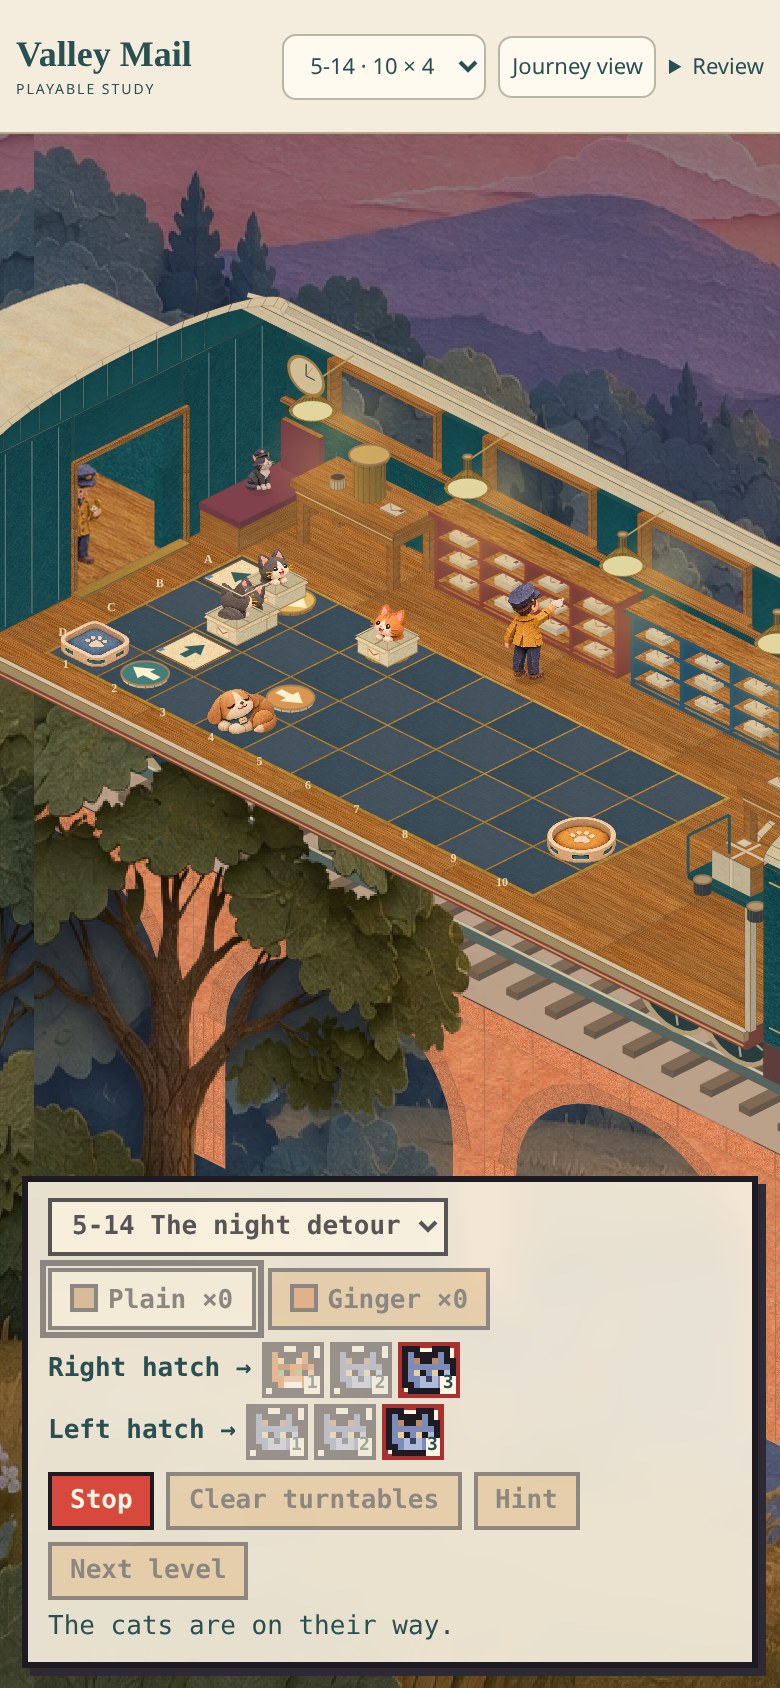 Valley Mail
PLAYABLE STUDY
5-14 · 10 × 4
Journey view
▶ Review
A
B
C
D
1
2
3
4
5
6
7
8
9
10
5-14 The night detour
Plain ×0
Ginger ×0
Right hatch → 1 2 3
Left hatch → 1 2 3
Stop
Clear turntables
Hint
Next level
The cats are on their way.